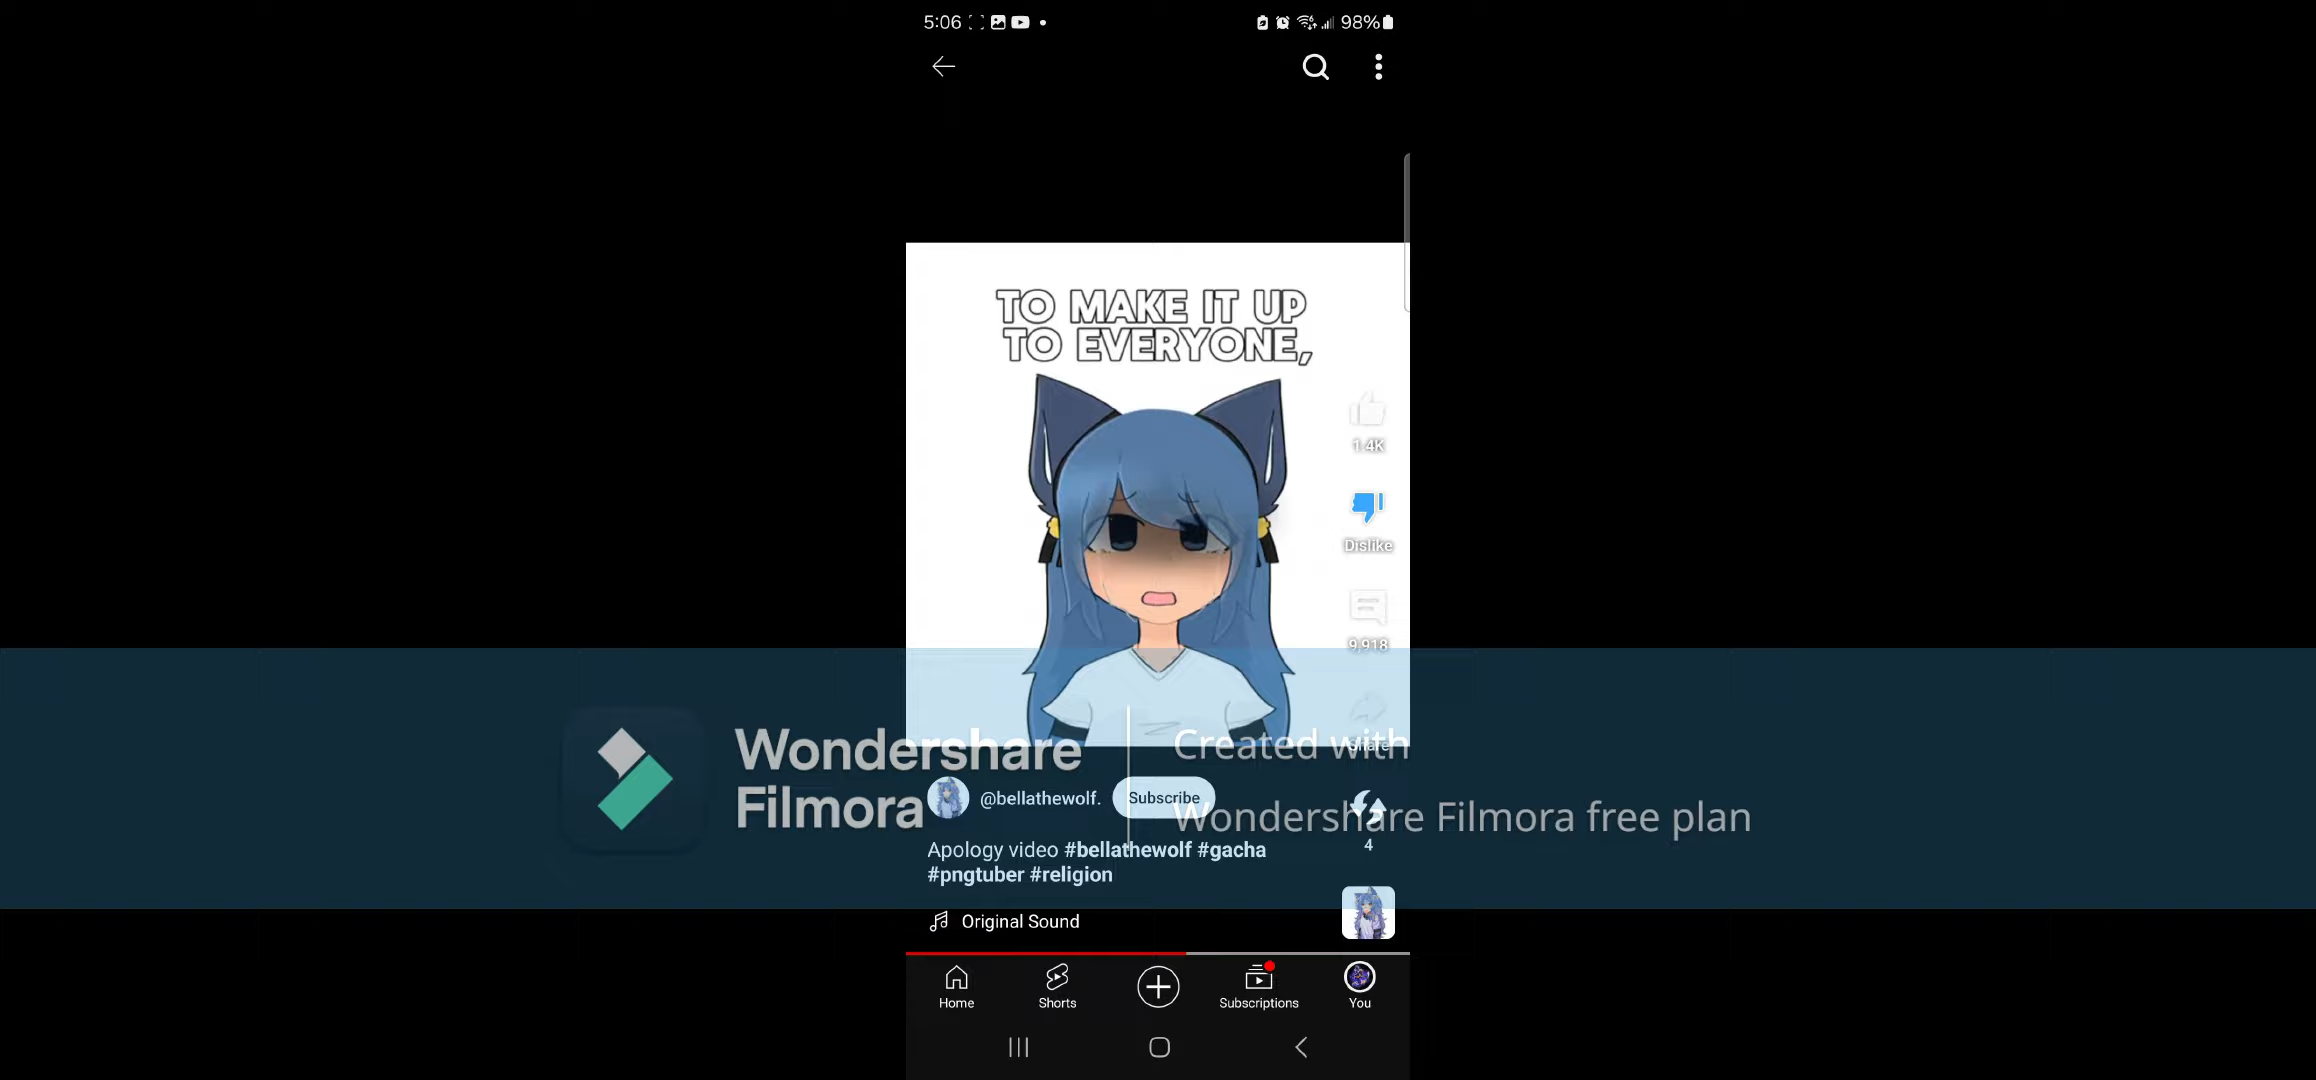 5:06
98%
TO MAKE IT UP
TO EVERYONE,
1.4K
Dislike
9,918
Share
Wondershare
Filmora
Created with
Wondershare Filmora free plan
@bellathewolf.
Subscribe
4
Apology video #bellathewolf #gacha
#pngtuber #religion
Original Sound
Home
Shorts
Subscriptions
You